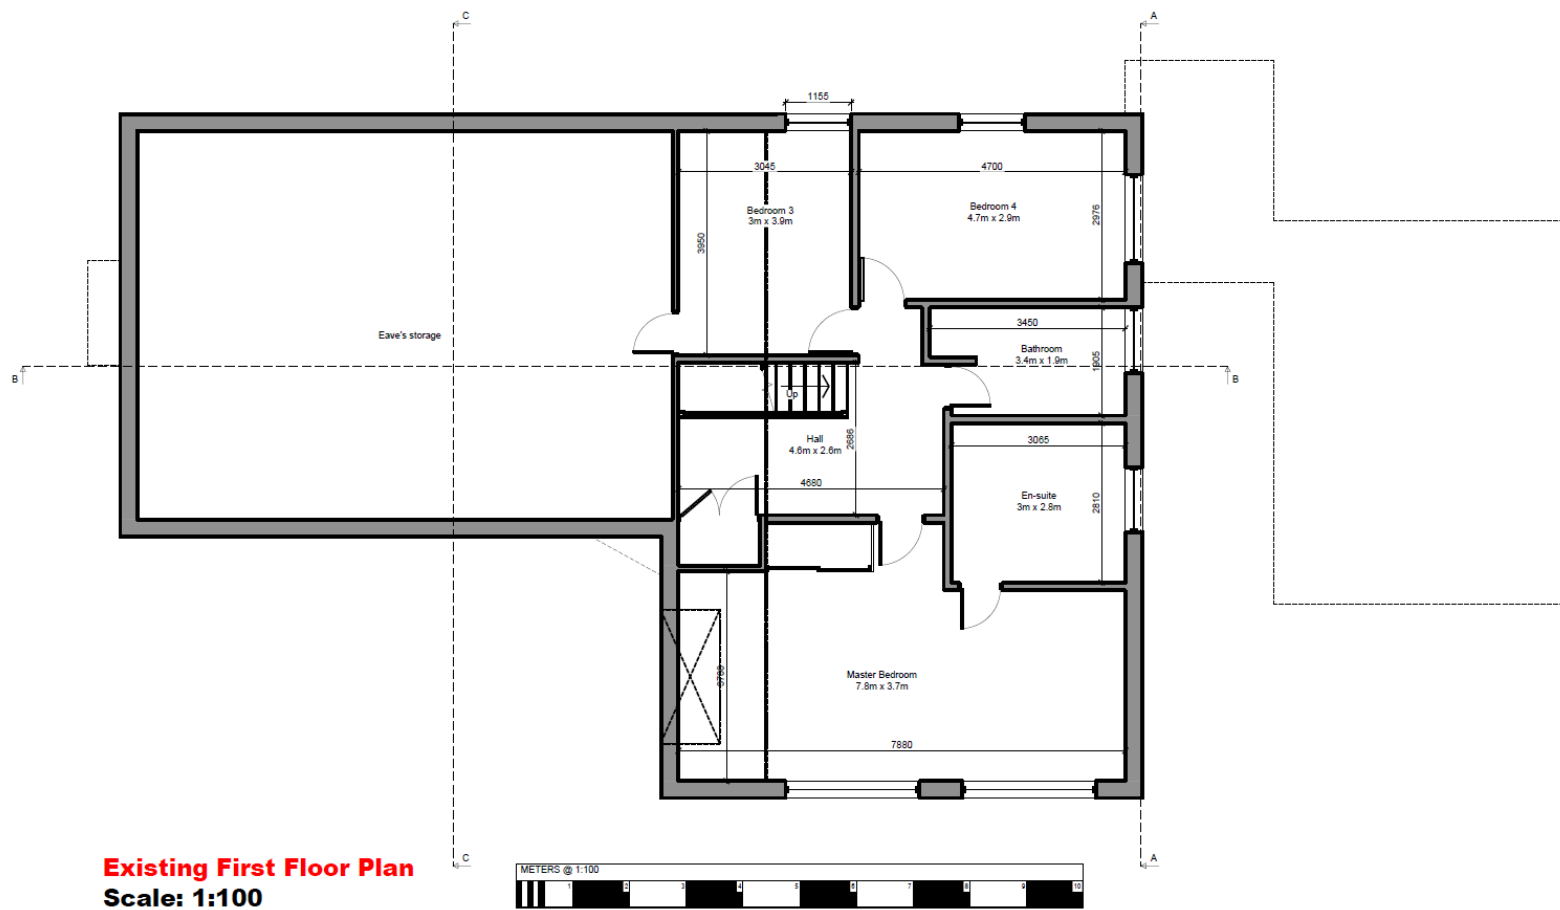 C
A
1155
3045
4700
Bedroom 3
3m x 3.9m
Bedroom 4
4.7m x 2.9m
2976
3950
3450
Eave's storage
Bathroom
3.4m x 1.9m
1905
B
B
Up
Hall
4.6m x 2.6m
2686
3065
4680
En-suite
3m x 2.8m
2810
Master Bedroom
7.8m x 3.7m
7880
C
A
Existing First Floor Plan
Scale: 1:100
METERS @ 1:100
1 2 3 4 5 6 7 8 9 10